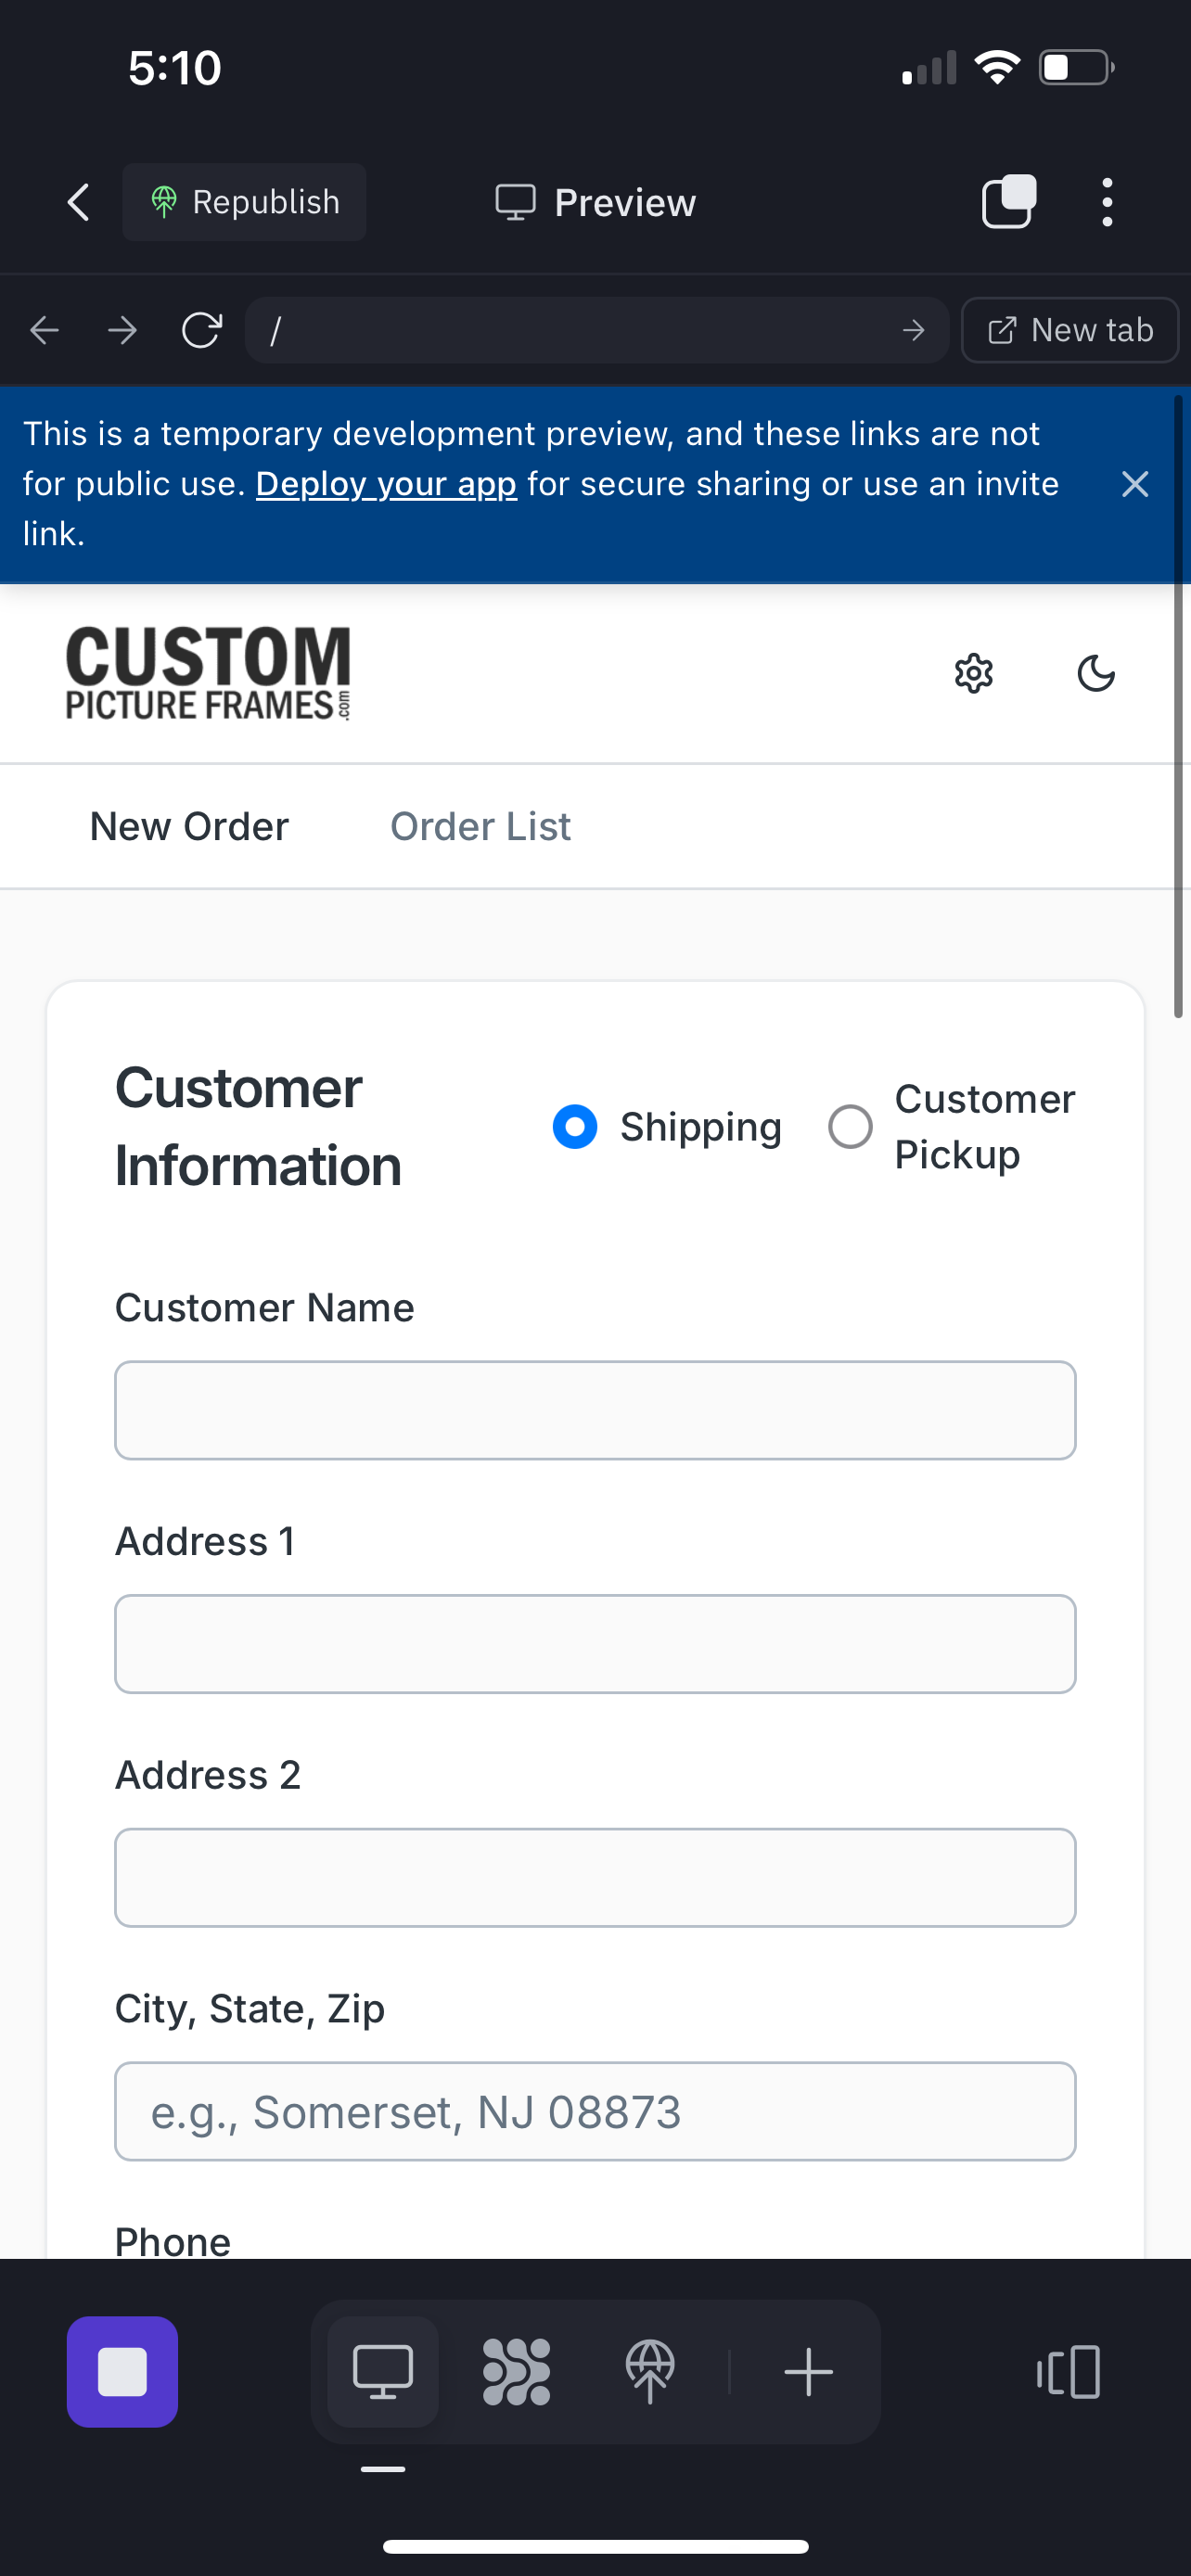 5:10
Republish
Preview
/
New tab
This is a temporary development preview, and these links are not
for public use. Deploy your app for secure sharing or use an invite
link.
CUSTOM
PICTURE FRAMES.com
New Order
Order List
Customer
Information
Shipping
Customer
Pickup
Customer Name
Address 1
Address 2
City, State, Zip
e.g., Somerset, NJ 08873
Phone